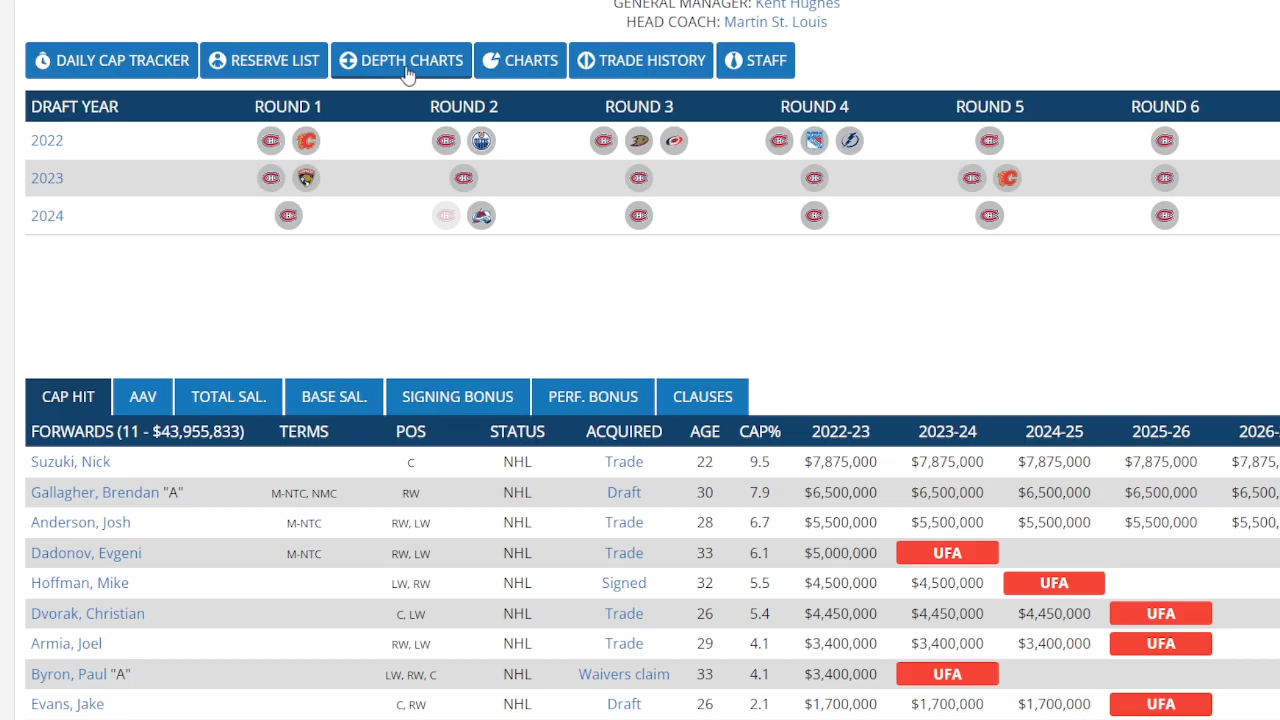 GENERAL MANAGER: Kent Hughes
HEAD COACH: Martin St. Louis
DAILY CAP TRACKER RESERVE LIST DEPTH CHARTS CHARTS TRADE HISTORY STAFF
DRAFT YEAR ROUND 1 ROUND 2 ROUND 3 ROUND 4 ROUND 5 ROUND 6
2022
2023
2024
CAP HIT AAV TOTAL SAL. BASE SAL. SIGNING BONUS PERF. BONUS CLAUSES
FORWARDS (11 - $43,955,833) TERMS POS STATUS ACQUIRED AGE CAP% 2022-23 2023-24 2024-25 2025-26 2026-
Suzuki, Nick C NHL Trade 22 9.5 $7,875,000 $7,875,000 $7,875,000 $7,875,000 $7,875,
Gallagher, Brendan "A" M-NTC, NMC RW NHL Draft 30 7.9 $6,500,000 $6,500,000 $6,500,000 $6,500,000 $6,500,
Anderson, Josh M-NTC RW, LW NHL Trade 28 6.7 $5,500,000 $5,500,000 $5,500,000 $5,500,000 $5,500,
Dadonov, Evgeni M-NTC RW, LW NHL Trade 33 6.1 $5,000,000 UFA
Hoffman, Mike LW, RW NHL Signed 32 5.5 $4,500,000 $4,500,000 UFA
Dvorak, Christian C, LW NHL Trade 26 5.4 $4,450,000 $4,450,000 $4,450,000 UFA
Armia, Joel RW, LW NHL Trade 29 4.1 $3,400,000 $3,400,000 $3,400,000 UFA
Byron, Paul "A" LW, RW, C NHL Waivers claim 33 4.1 $3,400,000 UFA
Evans, Jake C, RW NHL Draft 26 2.1 $1,700,000 $1,700,000 $1,700,000 UFA